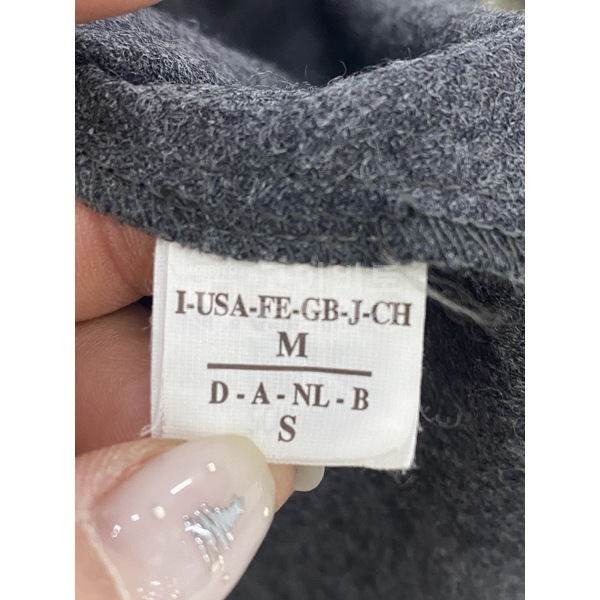 I-USA-FE-GB-J-CH
M
D - A - NL - B
S